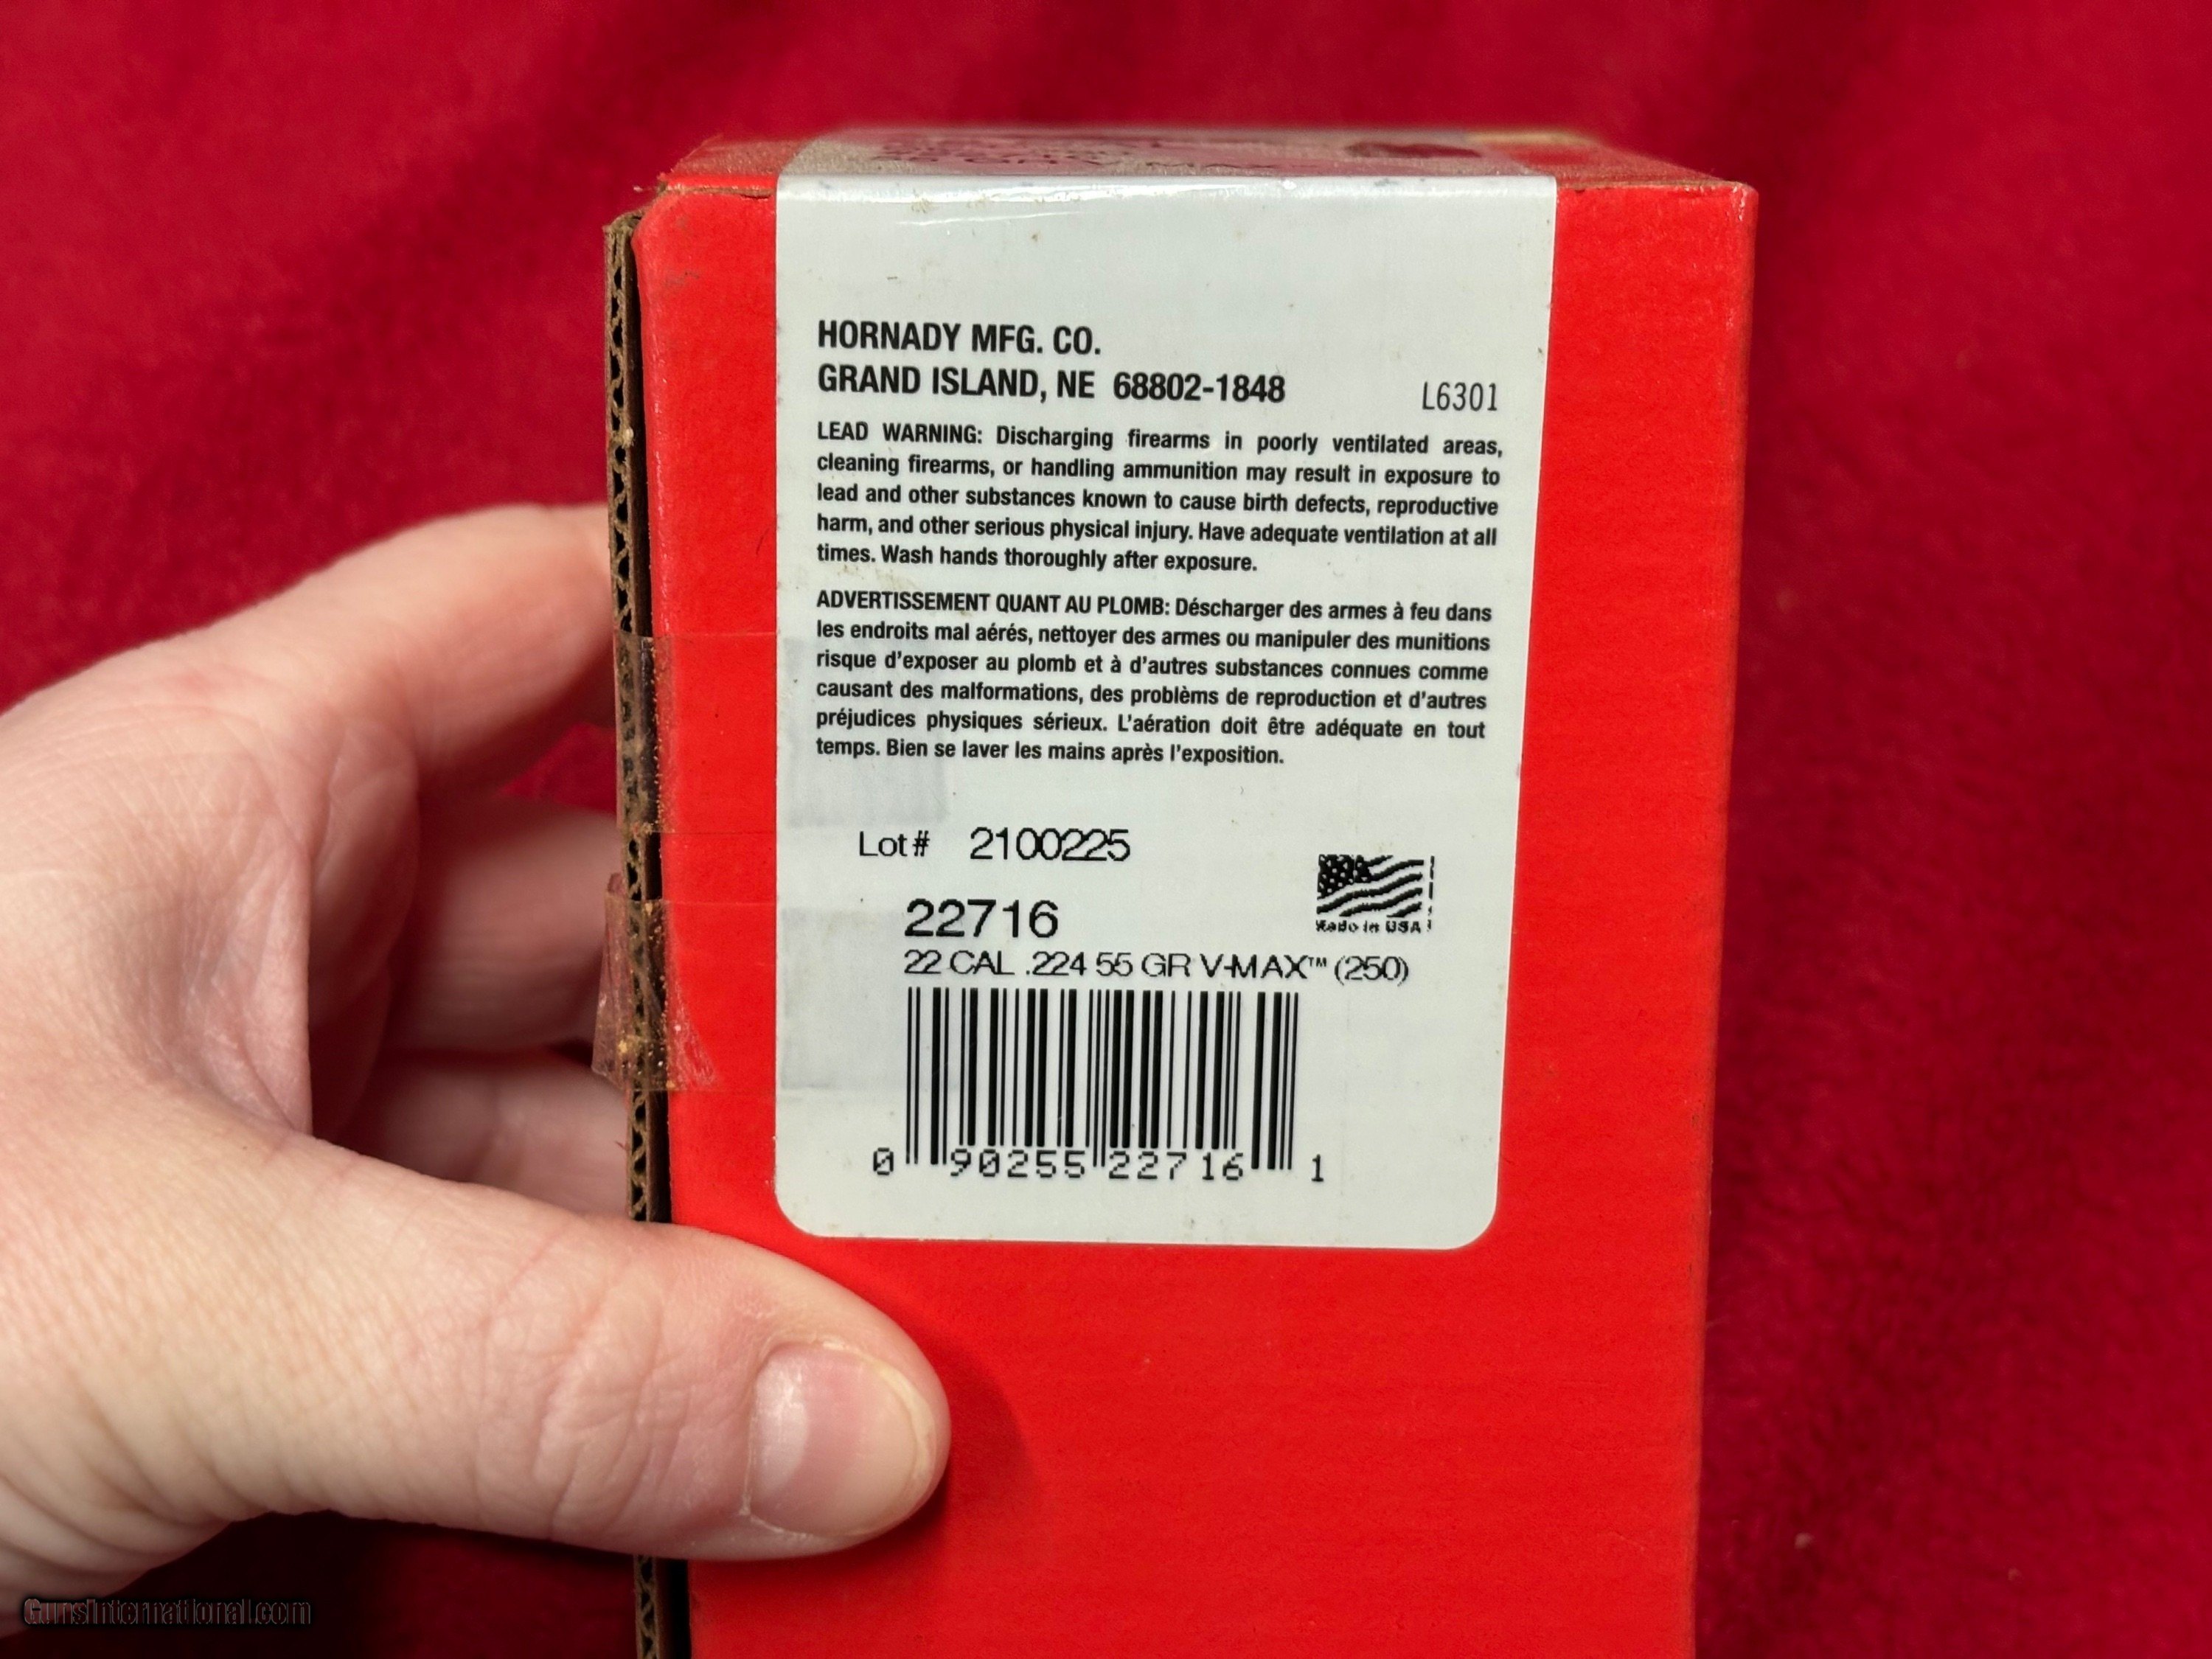 HORNADY MFG. CO.
GRAND ISLAND, NE 68802-1848
L6301
LEAD WARNING: Discharging firearms in poorly ventilated areas,
cleaning firearms, or handling ammunition may result in exposure to
lead and other substances known to cause birth defects, reproductive
harm, and other serious physical injury. Have adequate ventilation at all
times. Wash hands thoroughly after exposure.
ADVERTISSEMENT QUANT AU PLOMB: Déscharger des armes à feu dans
les endroits mal aérés, nettoyer des armes ou manipuler des munitions
risque d'exposer au plomb et à d'autres substances connues comme
causant des malformations, des problèms de reproduction et d'autres
préjudices physiques sérieux. L'aération doit être adéquate en tout
temps. Bien se laver les mains après l'exposition.
Lot# 2100225
22716
Made in USA
22 CAL .224 55 GR V-MAX™ (250)
0 90255 22716 1
GunsInternational.com